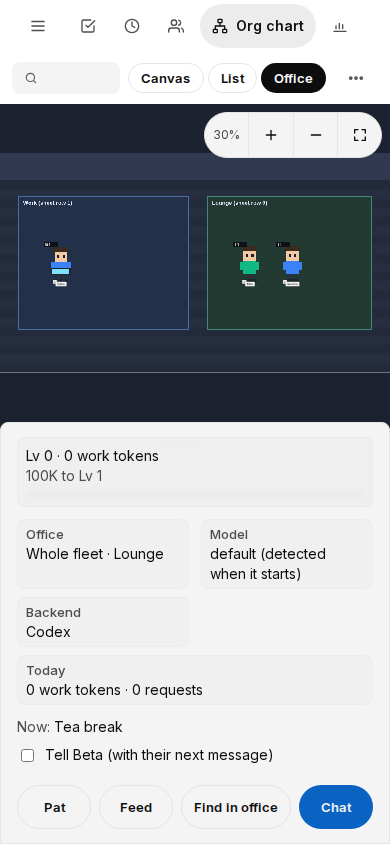 Org chart
Canvas
List
Office
30%
Lv 0 · 0 work tokens
100K to Lv 1
Office
Whole fleet · Lounge
Model
default (detected
when it starts)
Backend
Codex
Today
0 work tokens · 0 requests
Now: Tea break
Tell Beta (with their next message)
Pat
Feed
Find in office
Chat